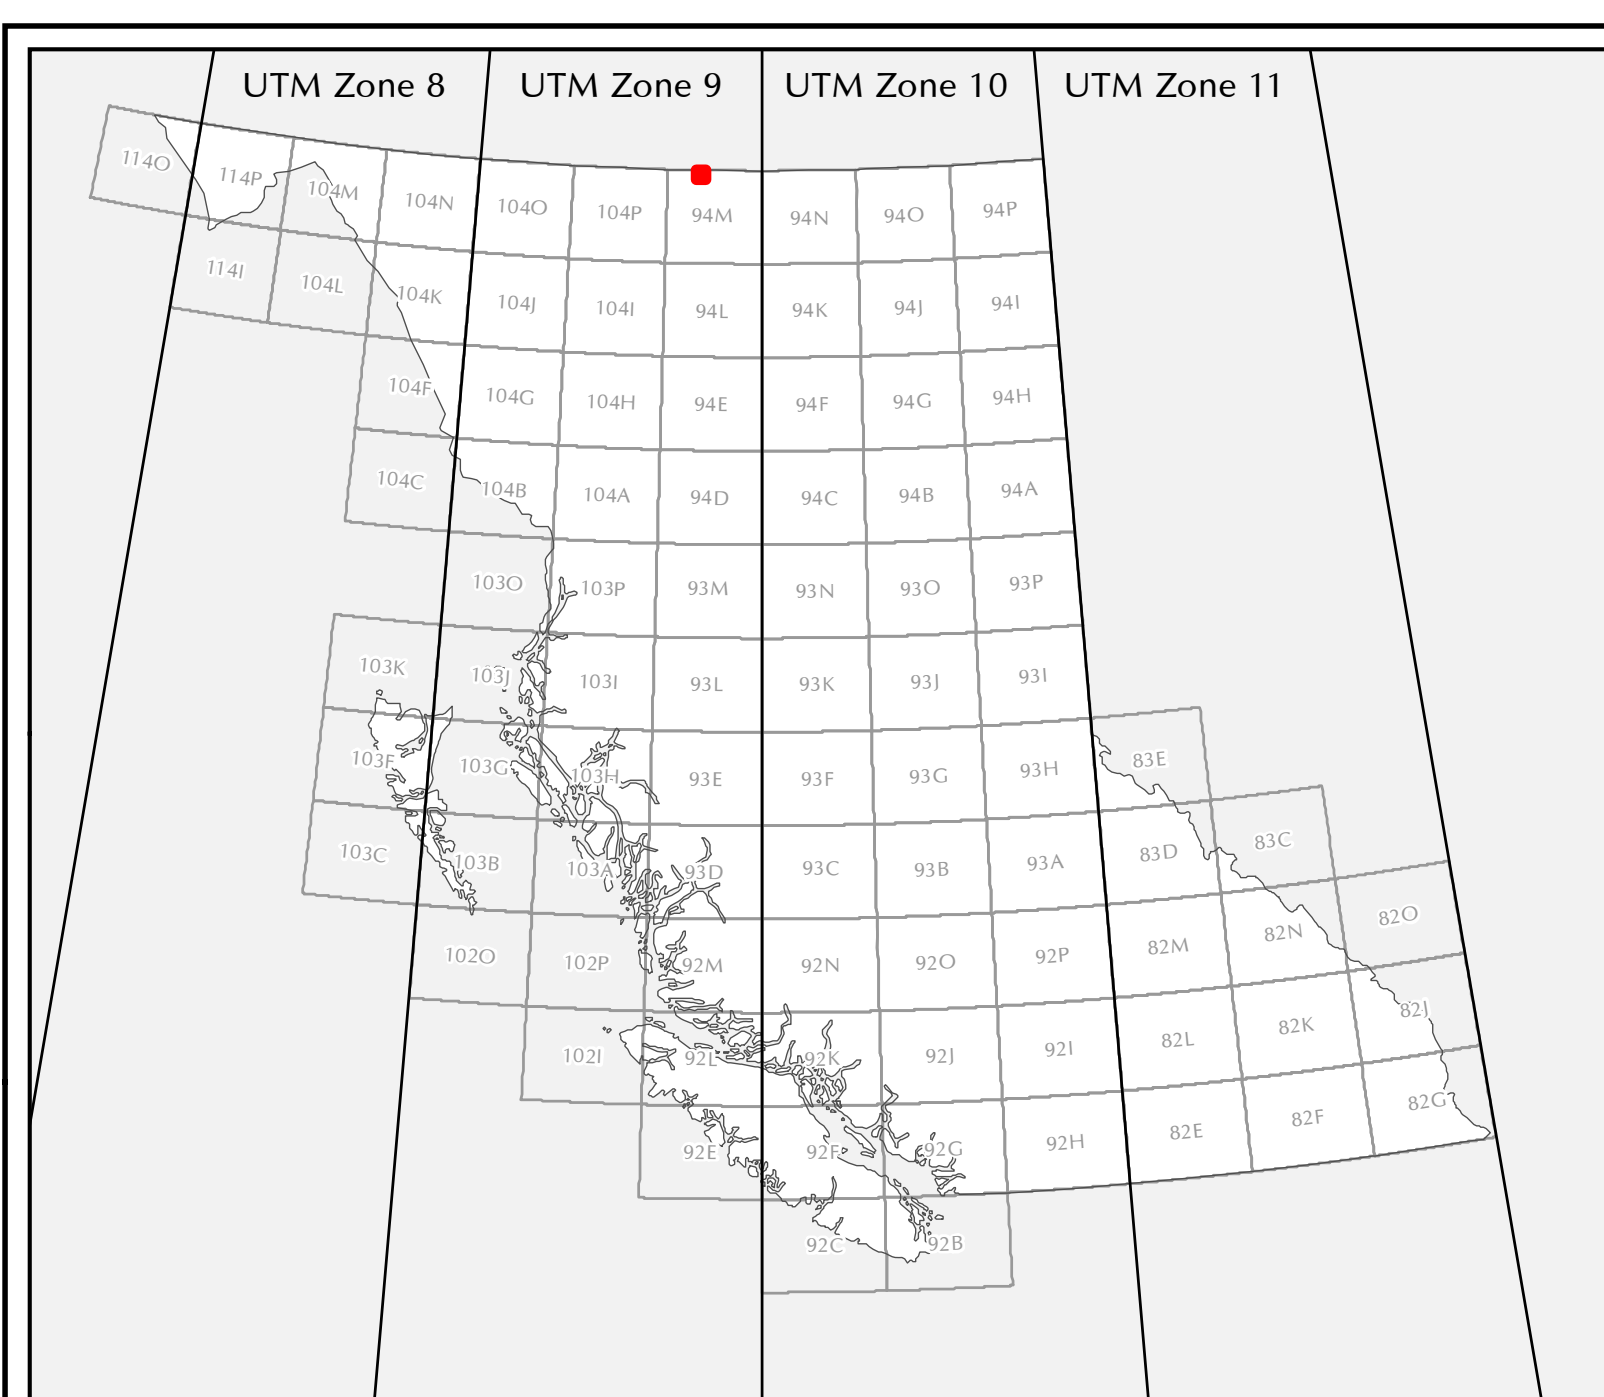 UTM Zone 8 UTM Zone 9 UTM Zone 10 UTM Zone 11
114O 114P 104M 104N 104O 104P 94M 94N 94O 94P
114I 104L 104K 104J 104I 94L 94K 94J 94I
104F 104G 104H 94E 94F 94G 94H
104C 104B 104A 94D 94C 94B 94A
103O 103P 93M 93N 93O 93P
103K 103J 103I 93L 93K 93J 93I
103F 103G 103H 93E 93F 93G 93H 83E
103C 103B 103A 93D 93C 93B 93A 83D 83C
102O 102P 92M 92N 92O 92P 82M 82N 82O
102I 92L 92K 92J 92I 82L 82K 82J
92E 92F 92G 92H 82E 82F 82G
92C 92B